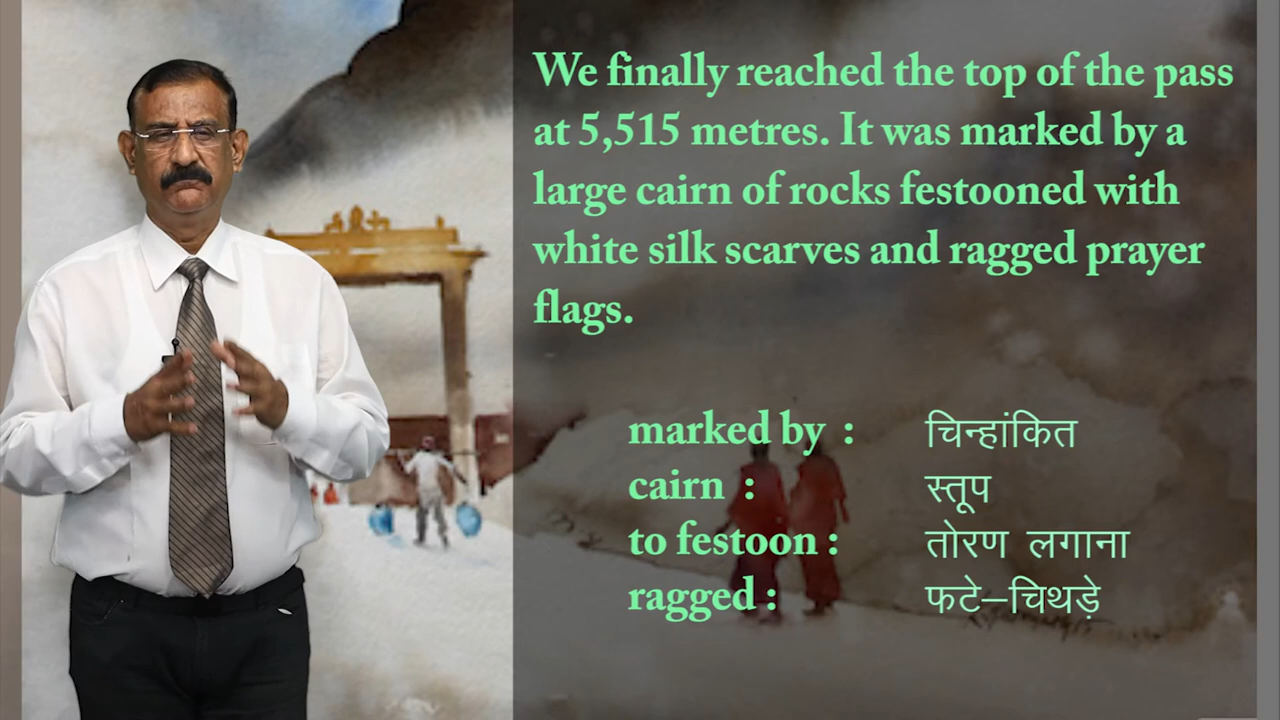 We finally reached the top of the pass
at 5,515 metres. It was marked by a
large cairn of rocks festooned with
white silk scarves and ragged prayer
flags.
marked by : चिन्हांकित
cairn : स्तूप
to festoon : तोरण लगाना
ragged : फटे–चिथड़े